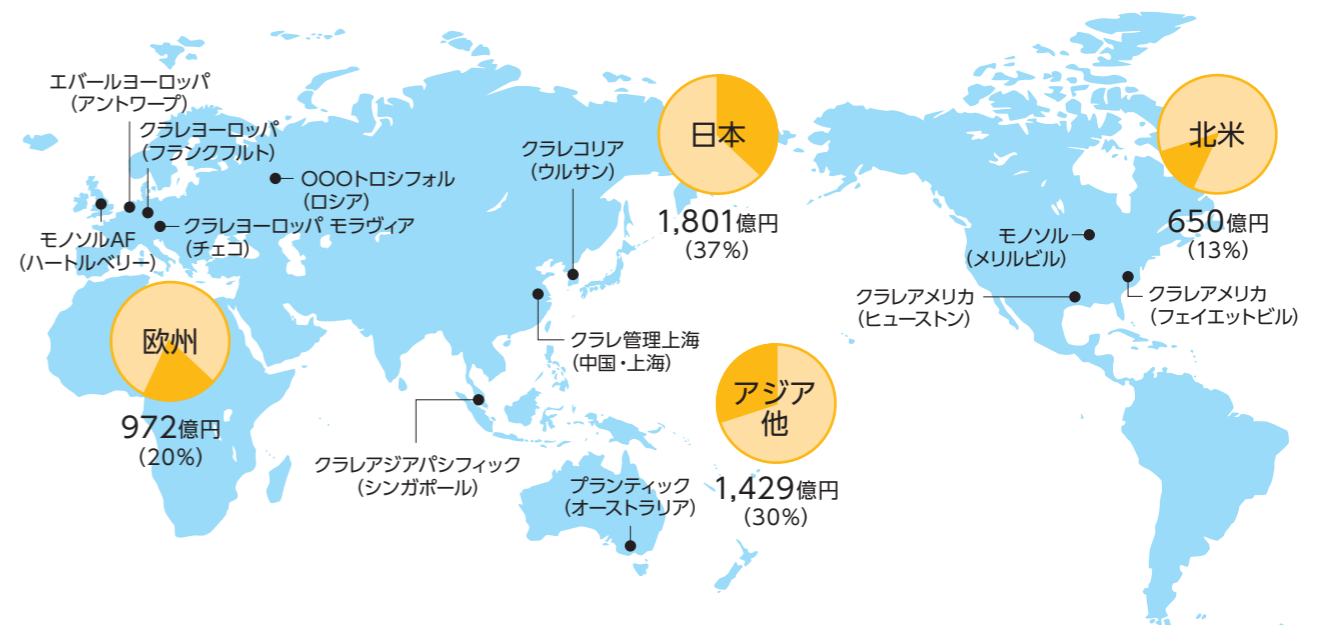 エバールヨーロッパ
（アントワープ）
クラレヨーロッパ
（フランクフルト）
〇〇〇トロシフォル
（ロシア）
クラレヨーロッパ モラヴィア
（チェコ）
モノソルAF
（ハートルベリー）
欧州
972億円
（20%）
クラレコリア
（ウルサン）
日本
1,801億円
（37%）
クラレ管理上海
（中国・上海）
クラレアジアパシフィック
（シンガポール）
プランティック
（オーストラリア）
アジア
他
1,429億円
（30%）
北米
650億円
（13%）
モノソル
（メリルビル）
クラレアメリカ
（ヒューストン）
クラレアメリカ
（フェイエットビル）